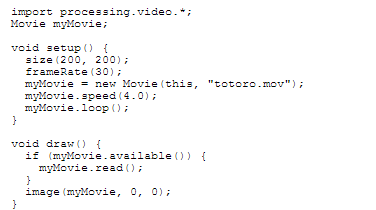 import processing.video.*;
Movie myMovie;

void setup() {
  size(200, 200);
  frameRate(30);
  myMovie = new Movie(this, "totoro.mov");
  myMovie.speed(4.0);
  myMovie.loop();
}

void draw() {
  if (myMovie.available()) {
    myMovie.read();
  }
  image(myMovie, 0, 0);
}